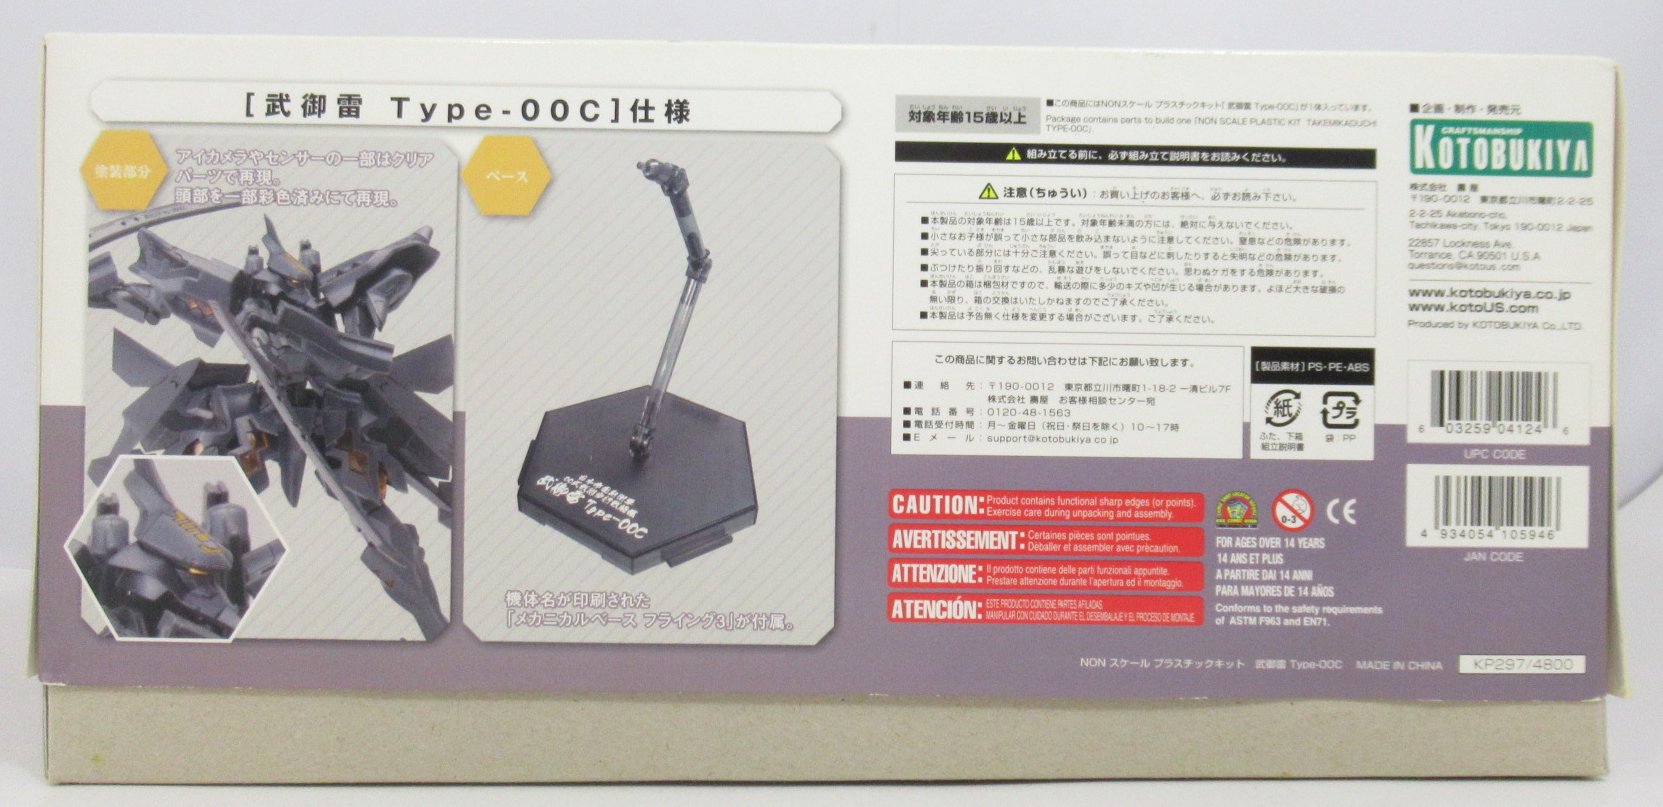 [武御雷 Type-00C]仕様
塗装部分
アイカメラやセンサーの一部はクリア
パーツで再現。
頭部を一部彩色済みにて再現。
ベース
武御雷 Type-00C
機体名が印刷された
「メカニカルベース フライング3」が付属。
対象年齢15歳以上
■この商品にはNONスケール プラスチックキット「武御雷 Type-00C」が1体入っています。
Package contains parts to build one「NON SCALE PLASTIC KIT TAKEMIKADUCHI
TYPE-00C」.
組み立てる前に、必ず組み立て説明書をお読みください。
注意(ちゅうい):お買い上げのお客様へ、必ずお読み下さい。
■本製品の対象年齢は15歳以上です。対象年齢未満の方には、絶対に与えないでください。
■小さなお子様が誤って小さな部品を飲み込まないように注意してください。窒息などの危険があります。
■尖っている部分には十分ご注意ください。誤って目などに刺したりすると失明などの危険があります。
■ぶつけたり振り回すなどの、乱暴な遊びをしないでください。思わぬケガをする危険があります。
■本製品の箱は梱包材ですので、輸送の際に多少のキズや凹が生じる場合があります。よほど大きな破損の
無い限り、箱の交換はいたしかねますのでご了承ください。
■本製品は予告無く仕様を変更する場合がございます。ご了承ください。
この商品に関するお問い合わせは下記にお願い致します。
■連絡先:〒190-0012 東京都立川市曙町1-18-2 一清ビル7F
株式会社 壽屋 お客様相談センター宛
■電話番号:0120-48-1563
■電話受付時間:月～金曜日(祝日・祭日を除く)10～17時
■Eメール:support@kotobukiya.co.jp
[製品素材]PS・PE・ABS
紙
ふた、下箱
組立説明書
プラ
袋:PP
CAUTION: Product contains functional sharp edges (or points).
Exercise care during unpacking and assembly.
AVERTISSEMENT: Certaines pièces sont pointues.
Déballer et assembler avec précaution.
ATTENZIONE: Il prodotto contiene delle parti funzionali appuntite.
Prestare attenzione durante l'apertura ed il montaggio.
ATENCIÓN: ESTE PRODUCTO CONTIENE PARTES AFILADAS
MANIPULAR CON CUIDADO DURANTE EL DESEMBALAJE Y EL PROCESO DE MONTAJE
0-3
CE
FOR AGES OVER 14 YEARS
14 ANS ET PLUS
A PARTIRE DAI 14 ANNI
PARA MAYORES DE 14 AÑOS
Conforms to the safety requirements
of ASTM F963 and EN71.
■企画・制作・発売元
CRAFTSMANSHIP
KOTOBUKIYA
株式会社 壽屋
〒190-0012 東京都立川市曙町2-2-25
2-2-25 Akebono-cho,
Tachikawa-city, Tokyo 190-0012 Japan
22857 Lockness Ave.
Torrance, CA 90501 U.S.A
questions@kotous.com
www.kotobukiya.co.jp
www.kotoUS.com
Produced by KOTOBUKIYA Co.,LTD.
6 03259 04124 6
UPC CODE
4 934054 105946
JAN CODE
NON スケール プラスチックキット 武御雷 Type-00C MADE IN CHINA KP297/4800